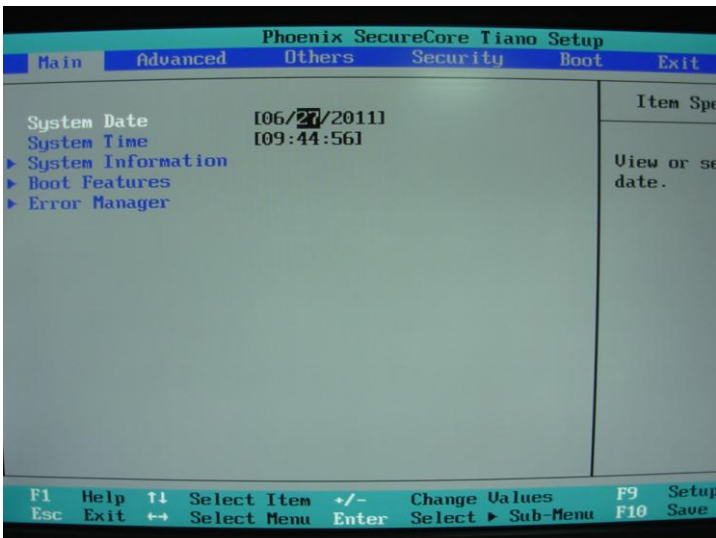 Phoenix SecureCore Tiano Setup
Main Advanced Others Security Boot Exit
Item Spe
System Date [06/27/2011]
System Time [09:44:56]
▶ System Information
▶ Boot Features
▶ Error Manager
View or se
date.
F1 Help ↑↓ Select Item +/- Change Values F9 Setup
Esc Exit ↔ Select Menu Enter Select ▶ Sub-Menu F10 Save